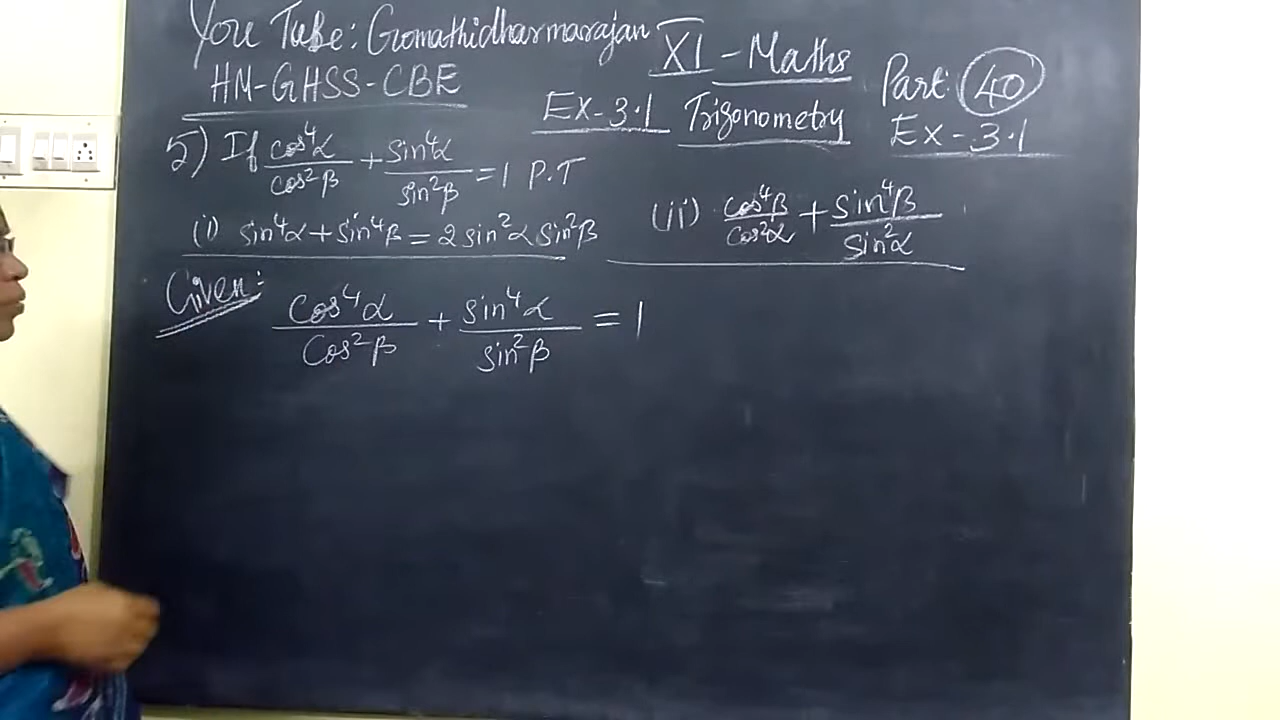 You Tube: Gomathidharmarajan
HM-GHSS-CBE
XI - Maths
Ex-3.1 Trigonometry
Part: 40
Ex-3.1
5) If cos⁴α/cos²β + sin⁴α/sin²β = 1 P.T
(i) sin⁴α + sin⁴β = 2 sin²α sin²β
(ii) cos⁴β/cos²α + sin⁴β/sin²α
Given:
cos⁴α/cos²β + sin⁴α/sin²β = 1